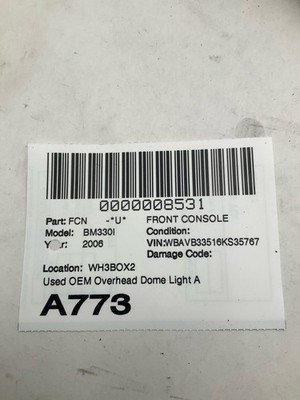 0000008531
Part: FCN -*U* FRONT CONSOLE
Model: BM330I Condition:
Year: 2006 VIN:WBAVB33516KS35767
Damage Code:
Location: WH3BOX2
Used OEM Overhead Dome Light A
A773